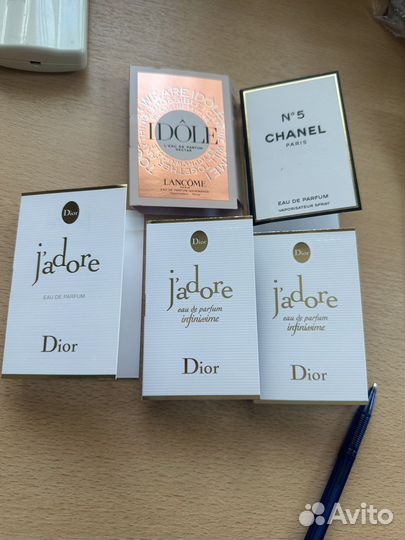 IDÔLE
L'EAU DE PARFUM
NECTAR
LANCÔME
N°5
CHANEL
PARIS
EAU DE PARFUM
VAPORISATEUR SPRAY
Dior
j'adore
EAU DE PARFUM
Dior
Dior
j'adore
eau de parfum
infinissime
Dior
Dior
j'adore
eau de parfum
infinissime
Dior
Avito